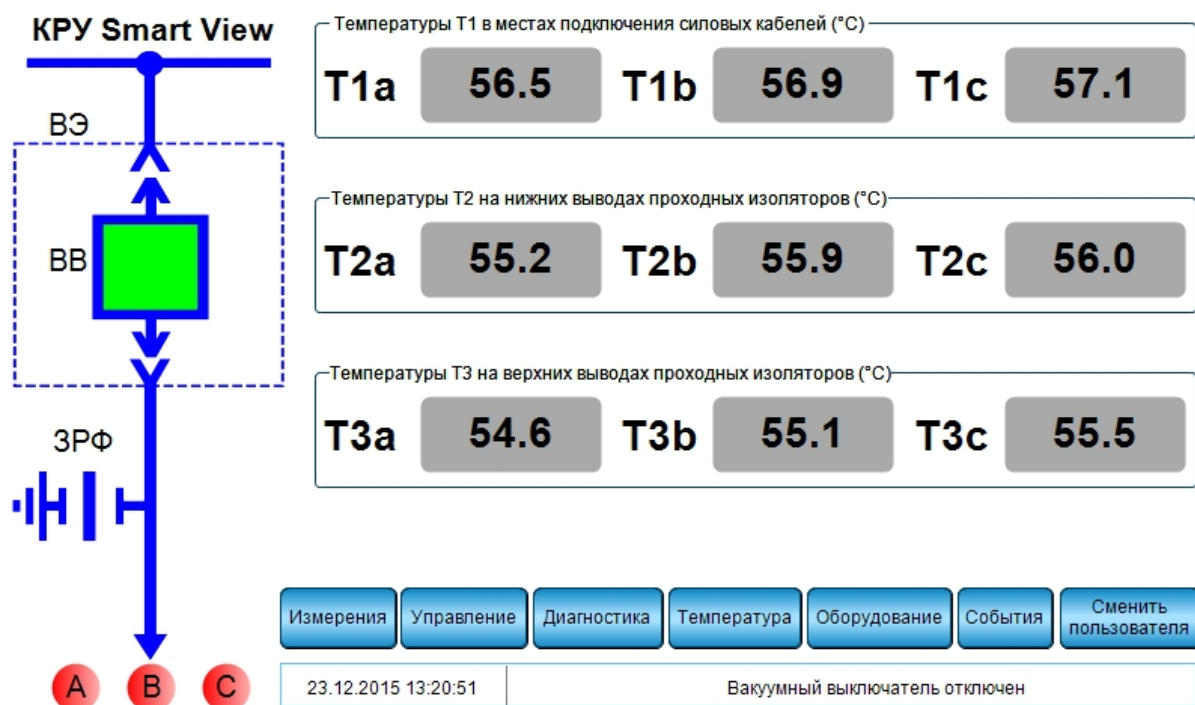 КРУ Smart View
ВЭ
ВВ
ЗРФ
A B C
Температуры Т1 в местах подключения силовых кабелей (°C)
T1a 56.5 T1b 56.9 T1c 57.1
Температуры Т2 на нижних выводах проходных изоляторов (°C)
T2a 55.2 T2b 55.9 T2c 56.0
Температуры Т3 на верхних выводах проходных изоляторов (°C)
T3a 54.6 T3b 55.1 T3c 55.5
Измерения Управление Диагностика Температура Оборудование События Сменить
пользователя
23.12.2015 13:20:51 Вакуумный выключатель отключен